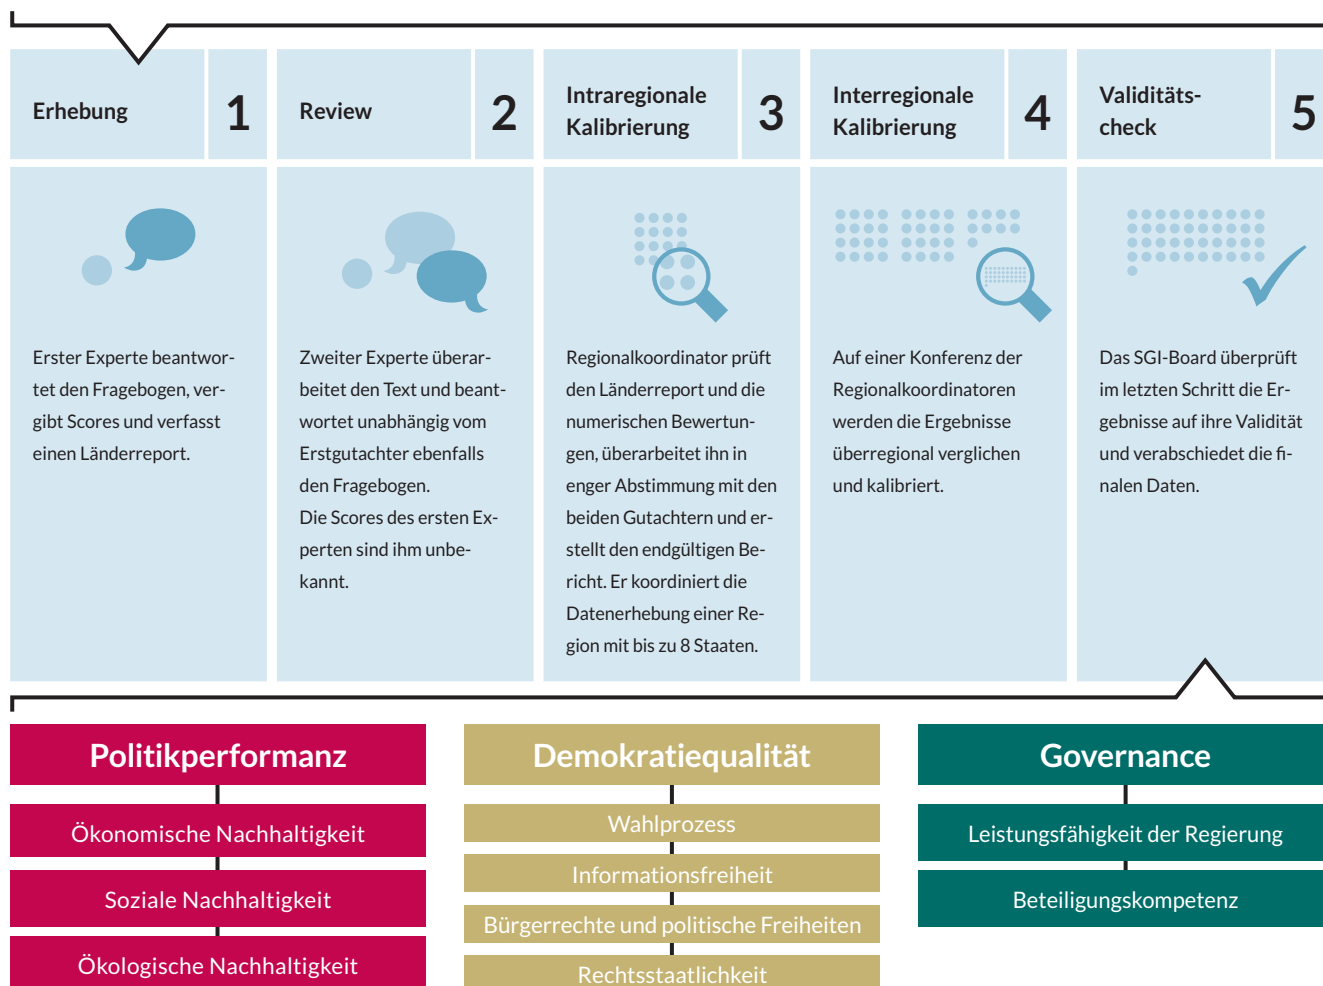 Erhebung
1
Erster Experte beantwor-
tet den Fragebogen, ver-
gibt Scores und verfasst
einen Länderreport.
Review
2
Zweiter Experte überar-
beitet den Text und beant-
wortet unabhängig vom
Erstgutachter ebenfalls
den Fragebogen.
Die Scores des ersten Ex-
perten sind ihm unbe-
kannt.
Intraregionale
Kalibrierung
3
Regionalkoordinator prüft
den Länderreport und die
numerischen Bewertun-
gen, überarbeitet ihn in
enger Abstimmung mit den
beiden Gutachtern und er-
stellt den endgültigen Be-
richt. Er koordiniert die
Datenerhebung einer Re-
gion mit bis zu 8 Staaten.
Interregionale
Kalibrierung
4
Auf einer Konferenz der
Regionalkoordinatoren
werden die Ergebnisse
überregional verglichen
und kalibriert.
Validitäts-
check
5
Das SGI-Board überprüft
im letzten Schritt die Er-
gebnisse auf ihre Validität
und verabschiedet die fi-
nalen Daten.
Politikperformanz
Ökonomische Nachhaltigkeit
Soziale Nachhaltigkeit
Ökologische Nachhaltigkeit
Demokratiequalität
Wahlprozess
Informationsfreiheit
Bürgerrechte und politische Freiheiten
Rechtsstaatlichkeit
Governance
Leistungsfähigkeit der Regierung
Beteiligungskompetenz